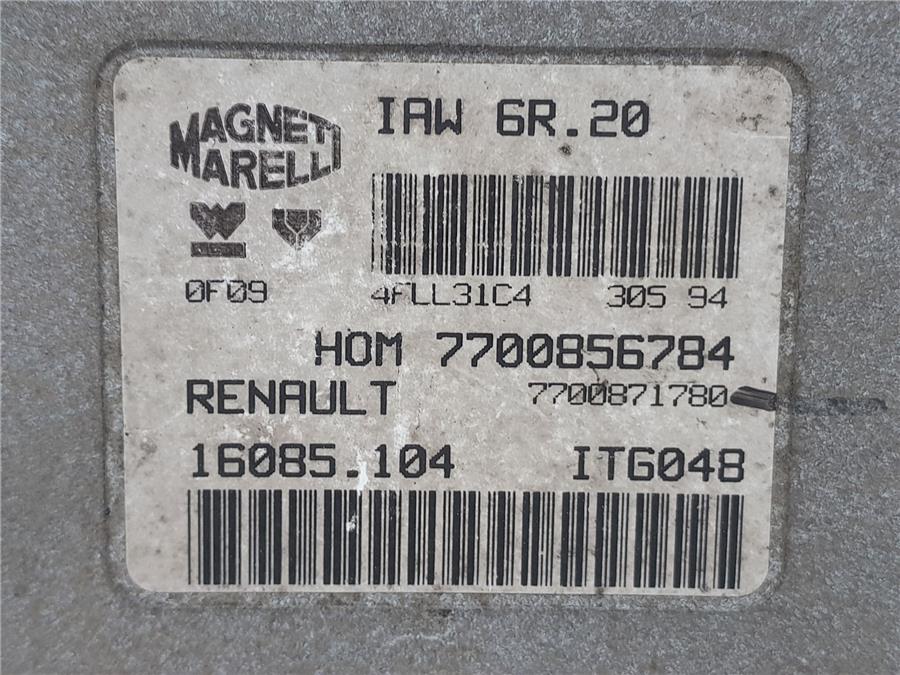 MAGNETI
MARELLI
IAW 6R.20
0F09 4FLL31C4 305 94
HOM 7700856784
RENAULT 7700871780
16085.104 ITG048